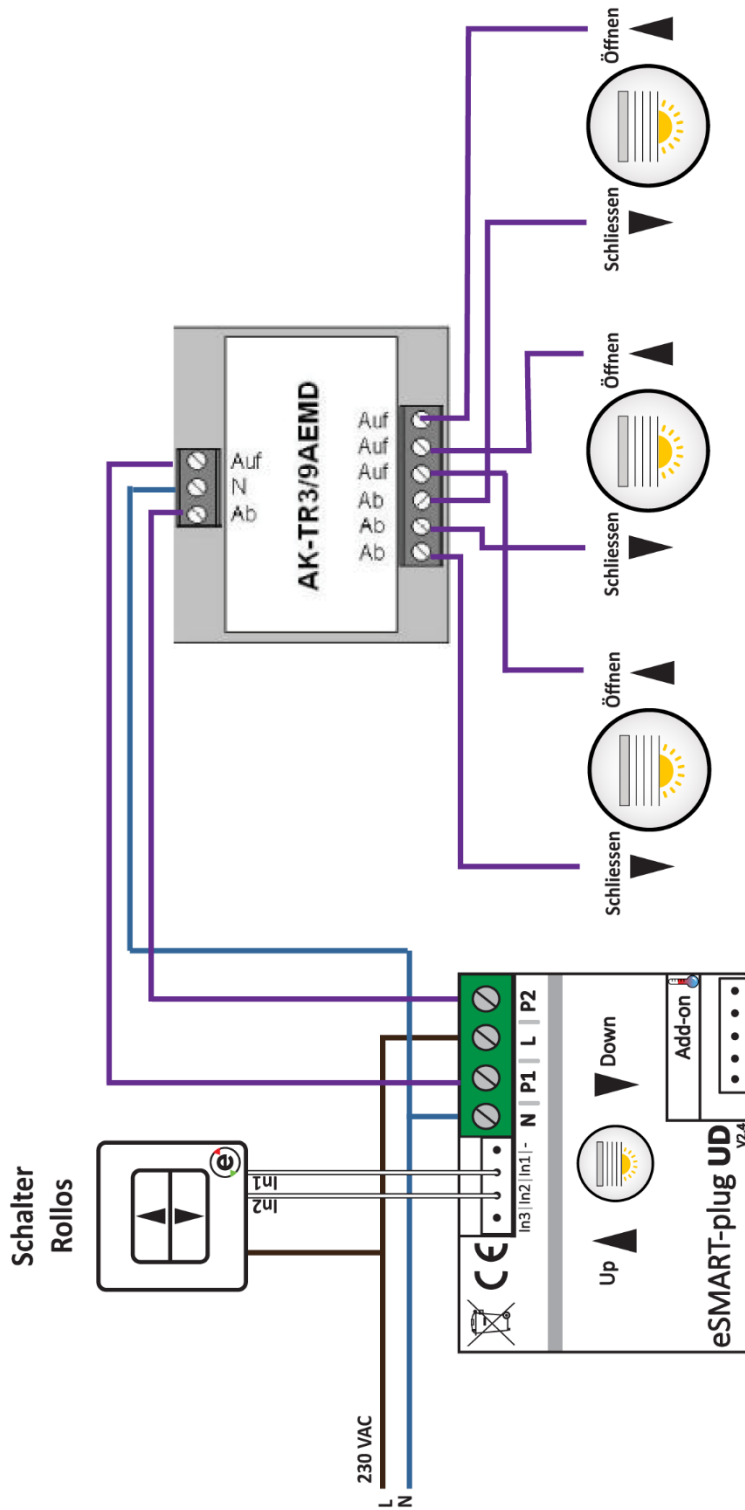 Schalter
Rollos
In2
In1
230 VAC
L
N
In3 | In2 | In1 | -
N | P1 | L | P2
Up
Down
Add-on
eSMART-plug UD
V2.4
Auf
N
Ab
AK-TR3/9AEMD
Auf
Auf
Auf
Ab
Ab
Ab
Schliessen
Öffnen
Schliessen
Öffnen
Schliessen
Öffnen